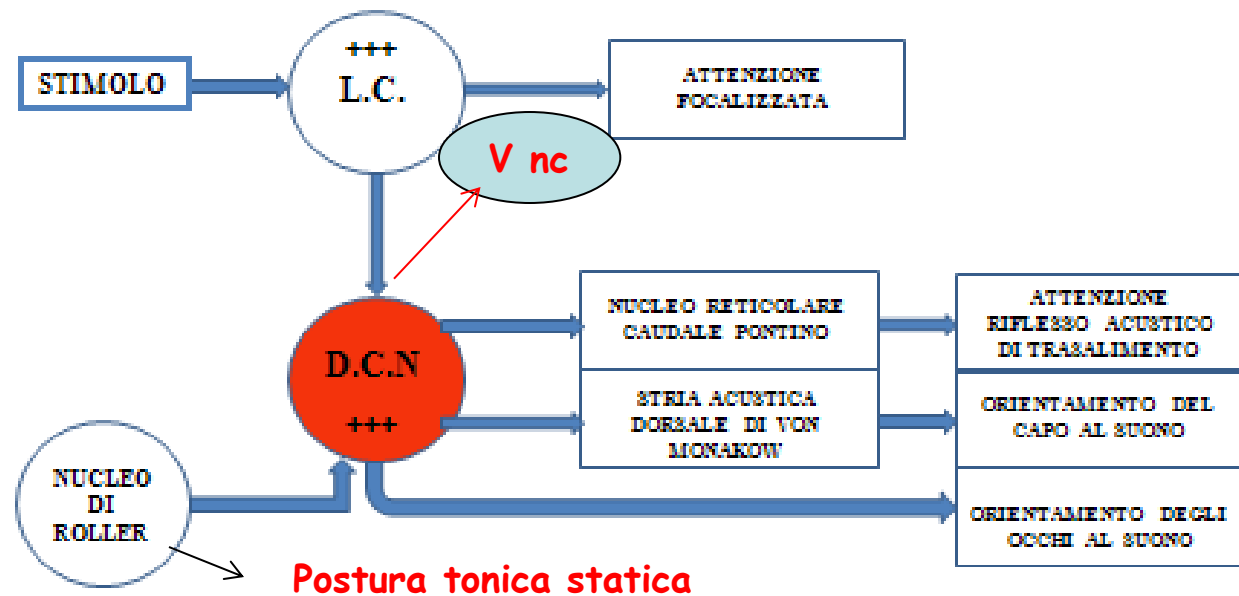 STIMOLO
+++
L.C.
ATTENZIONE
FOCALIZZATA
V nc
D.C.N
+++
NUCLEO RETICOLARE
CAUDALE PONTINO
ATTENZIONE
RIFLESSO ACUSTICO
DI TRASALIMENTO
STRIA ACUSTICA
DORSALE DI VON
MONAKOW
ORIENTAMENTO DEL
CAPO AL SUONO
NUCLEO
DI
ROLLER
ORIENTAMENTO DEGLI
OCCHI AL SUONO
Postura tonica statica